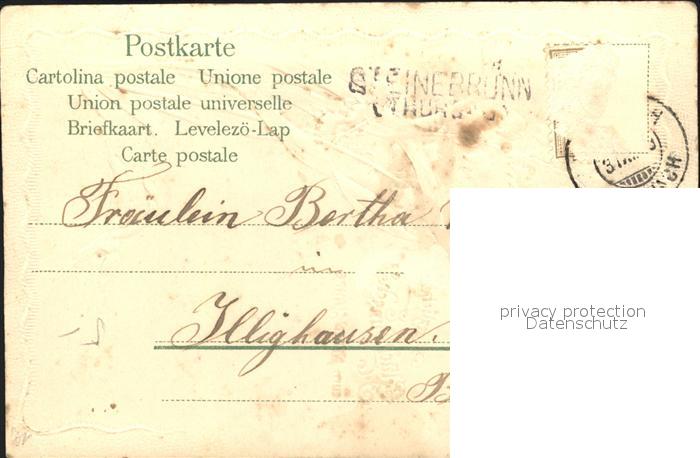 Postkarte
Cartolina postale Unione postale
Union postale universelle
Briefkaart. Levelezö-Lap
Carte postale
STEINEBRUNN
Fräulein Bertha
in
Illighausen.
privacy protection
Datenschutz